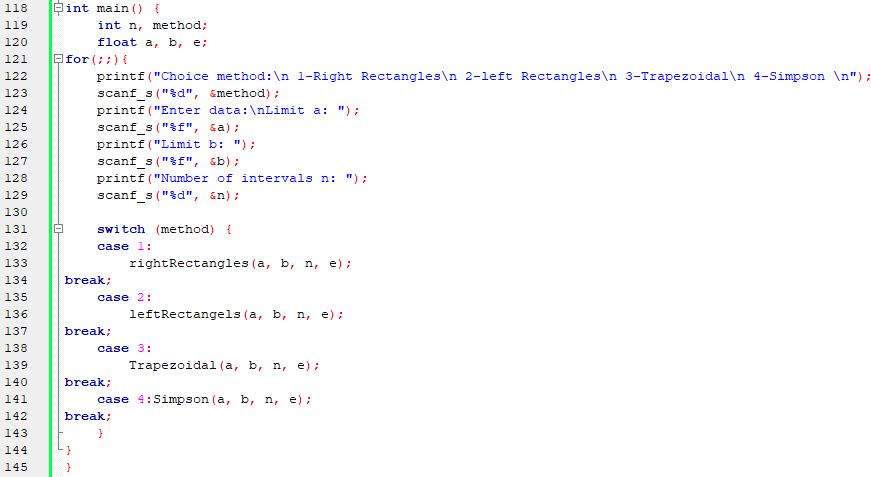 118 int main() {
119     int n, method;
120     float a, b, e;
121 for(;;){
122     printf("Choice method:\n 1-Right Rectangles\n 2-left Rectangles\n 3-Trapezoidal\n 4-Simpson \n");
123     scanf_s("%d", &method);
124     printf("Enter data:\nLimit a: ");
125     scanf_s("%f", &a);
126     printf("Limit b: ");
127     scanf_s("%f", &b);
128     printf("Number of intervals n: ");
129     scanf_s("%d", &n);
130
131     switch (method) {
132     case 1:
133         rightRectangles(a, b, n, e);
134 break;
135     case 2:
136         leftRectangels(a, b, n, e);
137 break;
138     case 3:
139         Trapezoidal(a, b, n, e);
140 break;
141     case 4:Simpson(a, b, n, e);
142 break;
143     }
144 }
145 }